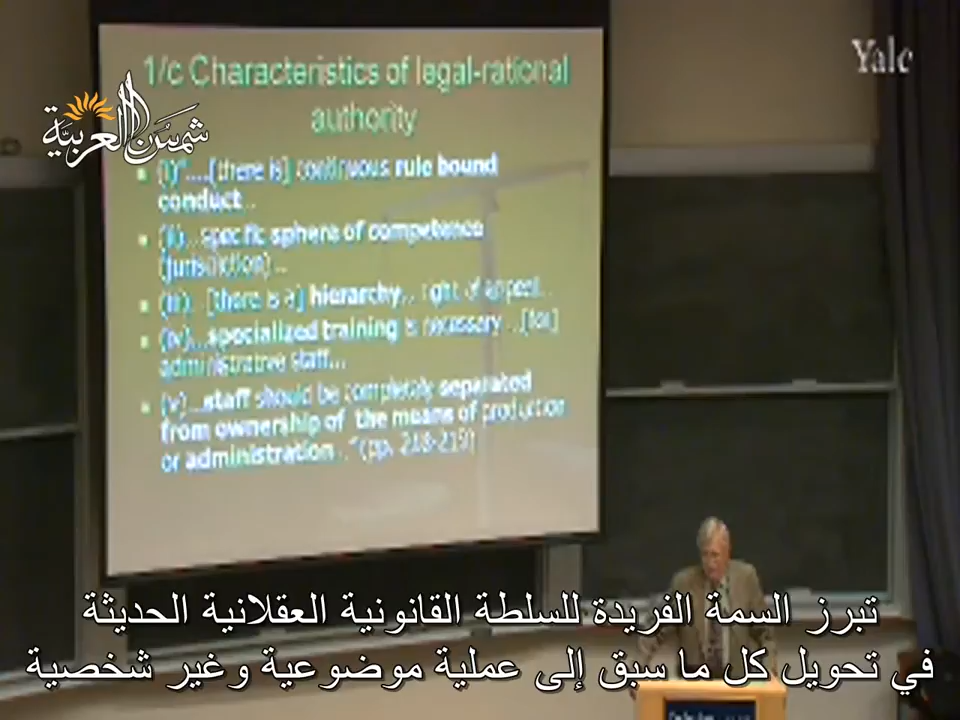 1/c Characteristics of legal-rational
authority
Yale
شمس العربية
(i)"....[there is] continuous rule bound
conduct..
(ii)...specific sphere of competence
(jurisdiction)...
(iii)...[there is a] hierarchy... right of appeal...
(iv)...specialized training is necessary...[for]
administrative staff...
(v)...staff should be completely separated
from ownership of the means of production
or administration..." (pp. 218-219)
تبرز السمة الفريدة للسلطة القانونية العقلانية الحديثة
في تحويل كل ما سبق إلى عملية موضوعية وغير شخصية